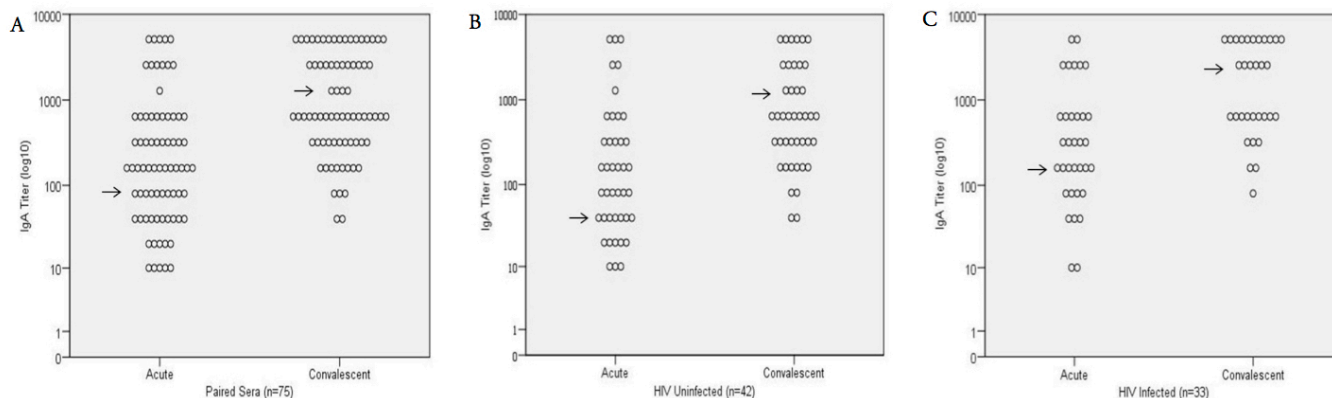 A
10000
1000
100
10
1
0
IgA Titer (log10)
Acute
Convalescent
Paired Sera (n=75)
B
10000
1000
100
10
1
0
IgA Titer (log10)
Acute
Convalescent
HIV Uninfected (n=42)
C
10000
1000
100
10
1
0
IgA Titer (log10)
Acute
Convalescent
HIV Infected (n=33)